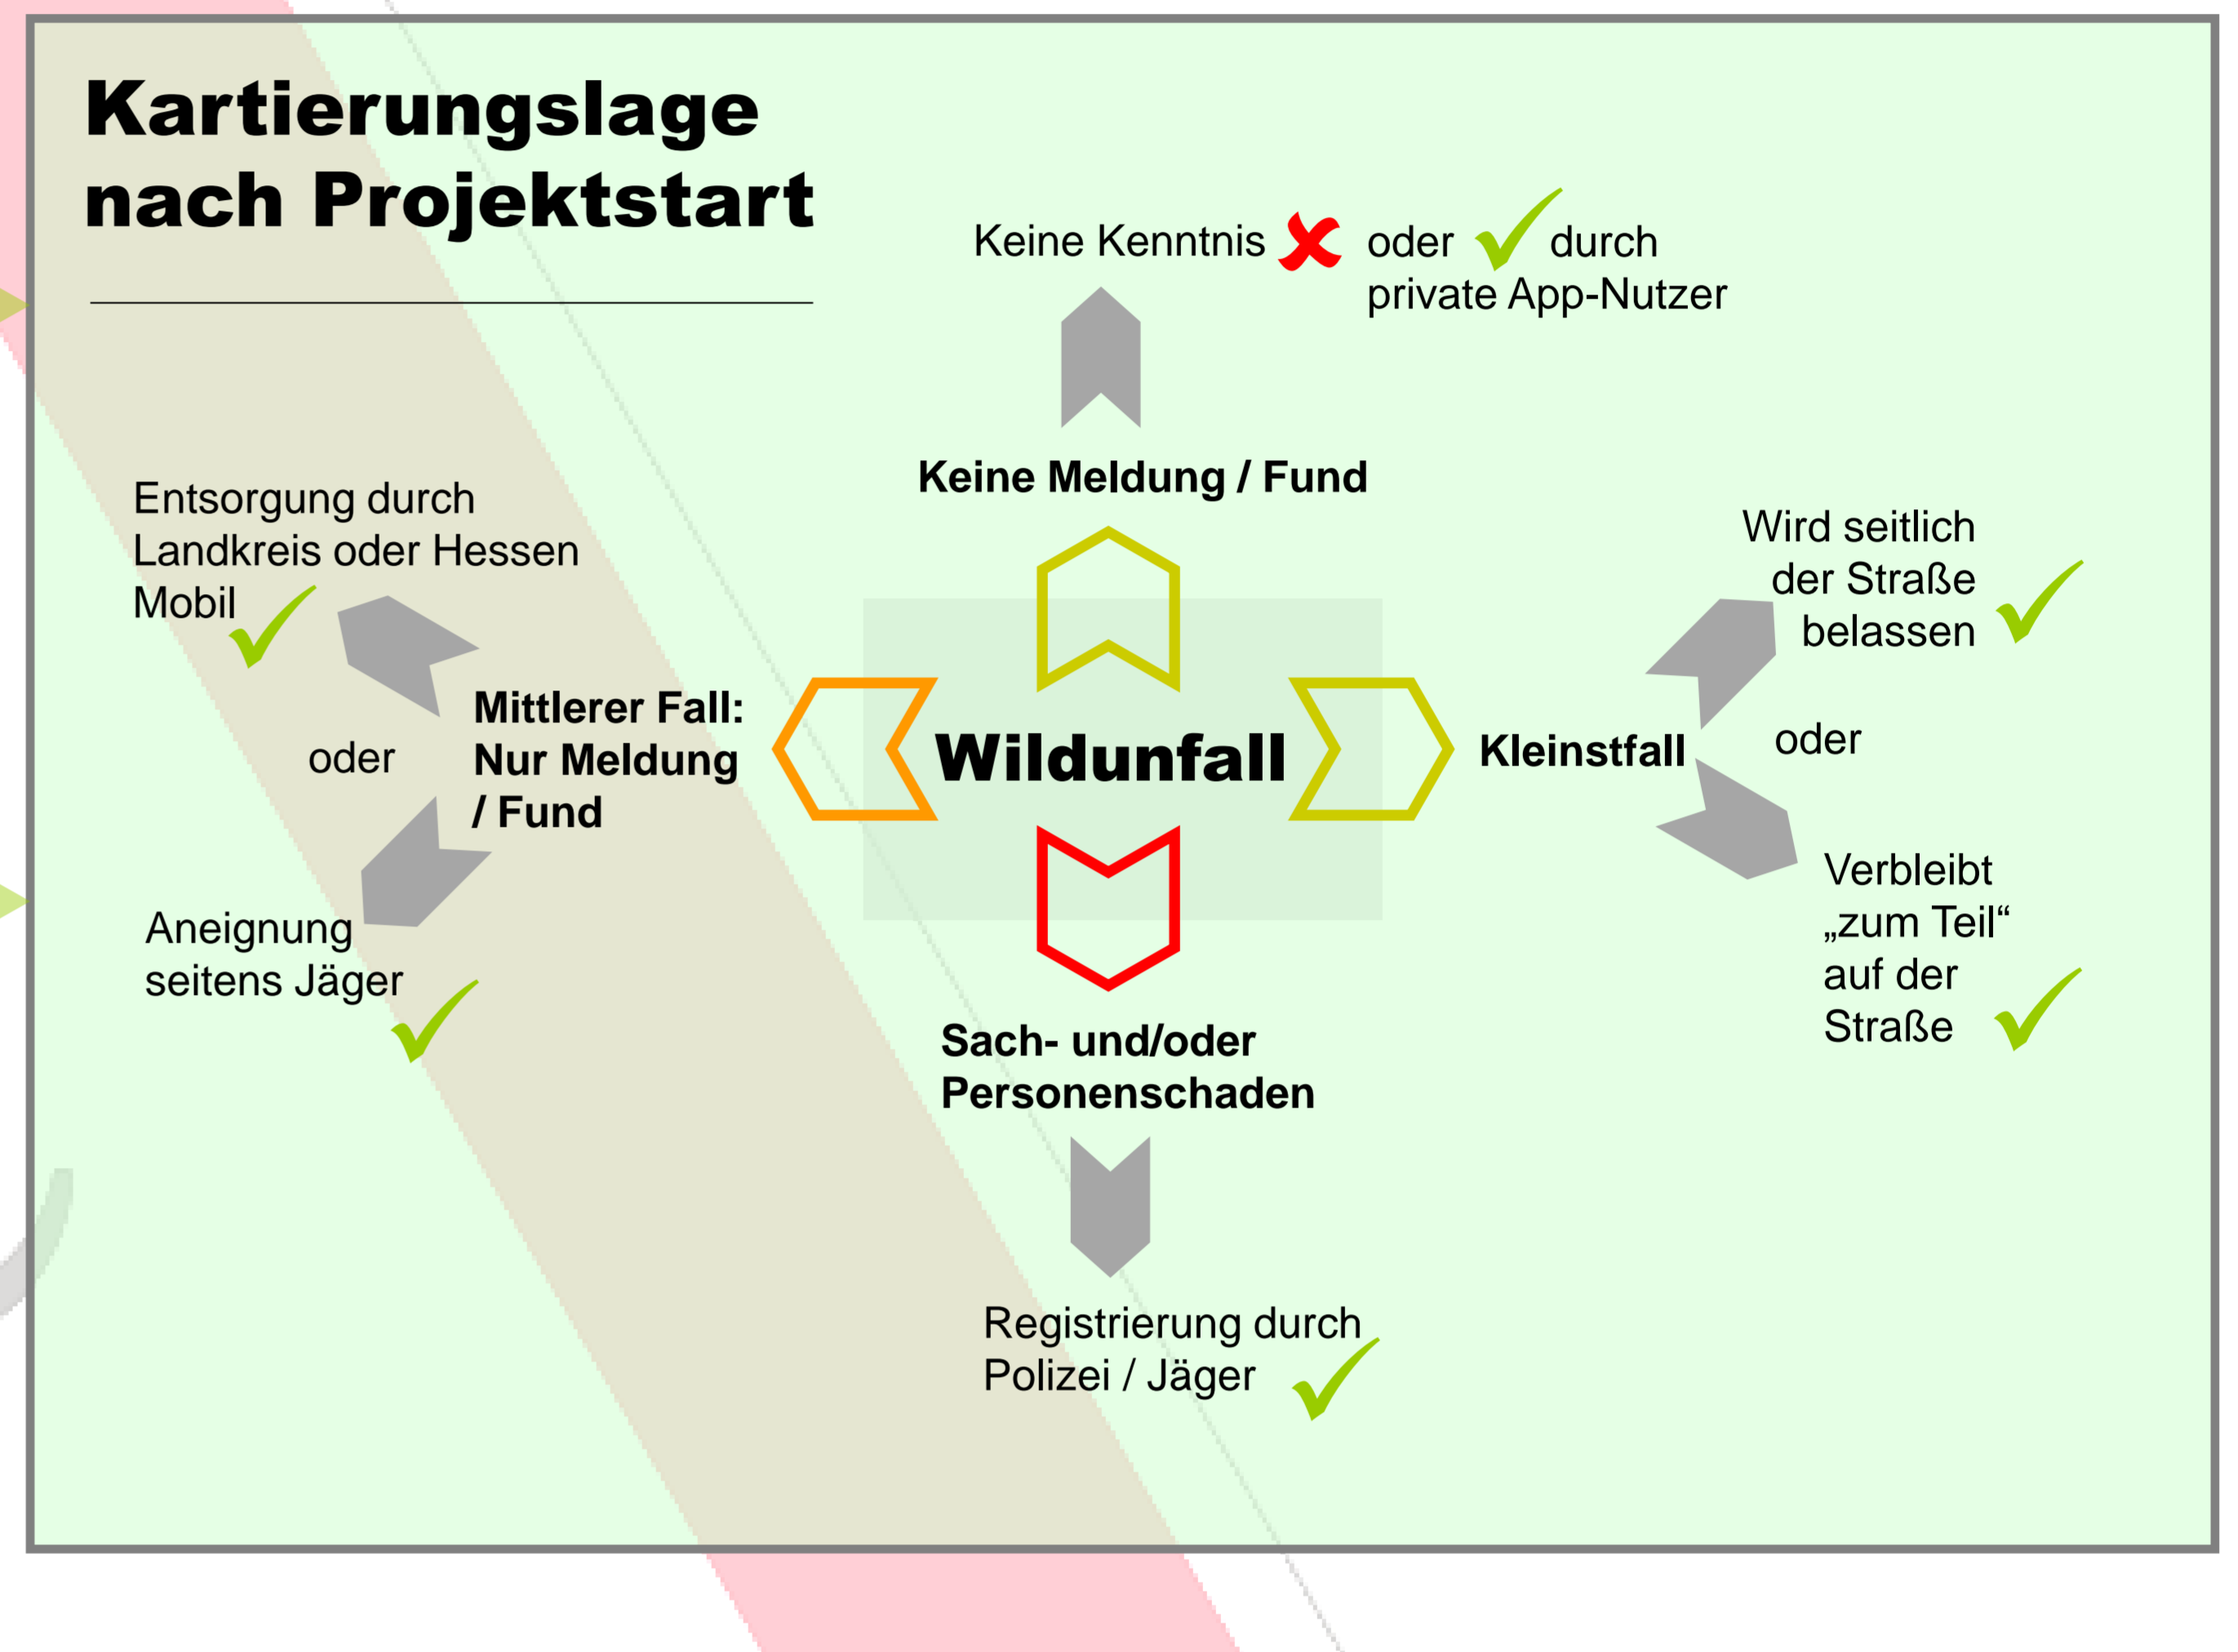 Kartierungslage
nach Projektstart
Keine Kenntnis ✘ oder ✓ durch
private App-Nutzer
Keine Meldung / Fund
Entsorgung durch
Landkreis oder Hessen
Mobil ✓
oder
Mittlerer Fall:
Nur Meldung
/ Fund
Aneignung
seitens Jäger ✓
Wildunfall
Kleinstfall
Wird seitlich
der Straße
belassen ✓
oder
Verbleibt
„zum Teil“
auf der
Straße ✓
Sach- und/oder
Personenschaden
Registrierung durch
Polizei / Jäger ✓